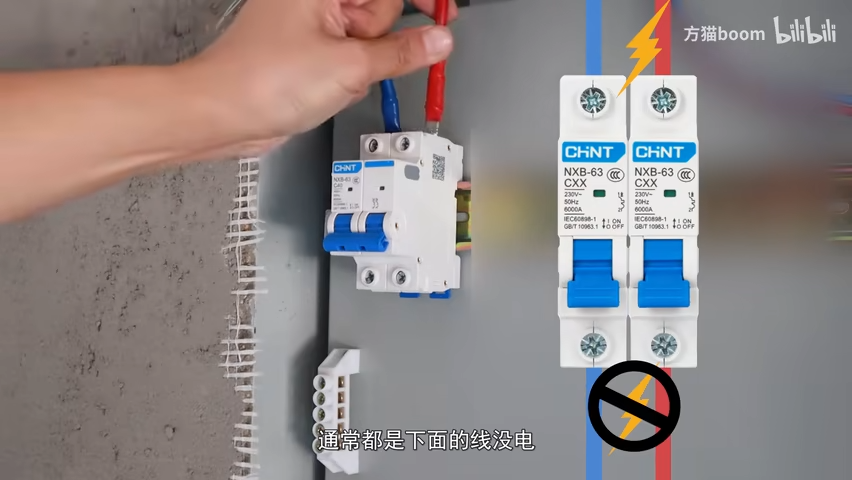 方猫boom bilibili
CHNT
NXB-63
C40
CHNT
NXB-63
CXX
230V~
50Hz
6000A
IEC60898-1
GB/T 10963.1
I ON
O OFF
CHNT
NXB-63
CXX
230V~
50Hz
6000A
IEC60898-1
GB/T 10963.1
I ON
O OFF
通常都是下面的线没电